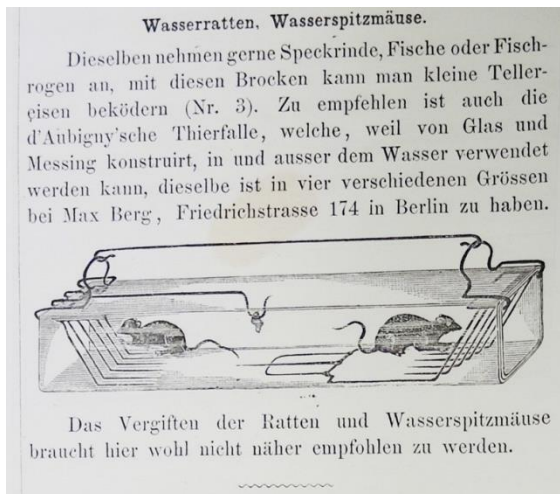 Wasserratten, Wasserspitzmäuse.
Dieselben nehmen gerne Speckrinde, Fische oder Fisch-
rogen an, mit diesen Brocken kann man kleine Teller-
eisen beködern (Nr. 3). Zu empfehlen ist auch die
d'Aubigny'sche Thierfalle, welche, weil von Glas und
Messing konstruirt, in und ausser dem Wasser verwendet
werden kann, dieselbe ist in vier verschiedenen Grössen
bei Max Berg, Friedrichstrasse 174 in Berlin zu haben.
Das Vergiften der Ratten und Wasserspitzmäuse
braucht hier wohl nicht näher empfohlen zu werden.